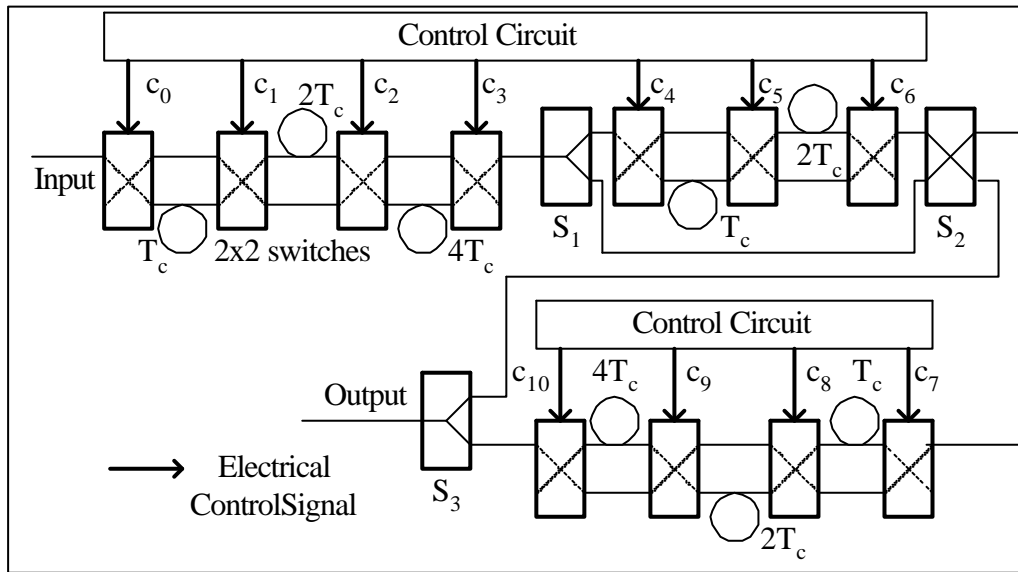 Control Circuit
c0 c1 2Tc c2 c3 c4 c5 c6
2Tc
Input
Tc 2x2 switches 4Tc S1 Tc S2
Control Circuit
c10 4Tc c9 c8 Tc c7
Output
Electrical
ControlSignal
S3
2Tc